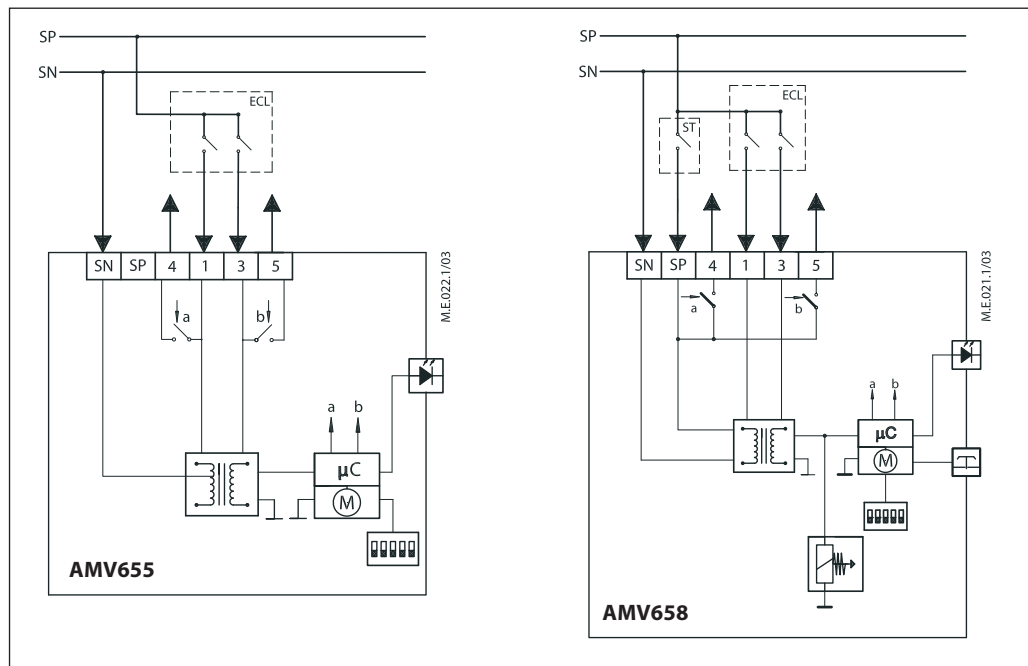 SP
SN
ECL
SN SP 4 1 3 5
a
b
a b
µC
M
AMV655
M.E.022.1/03
SP
SN
ST
ECL
SN SP 4 1 3 5
a
b
a b
µC
M
AMV658
M.E.021.1/03